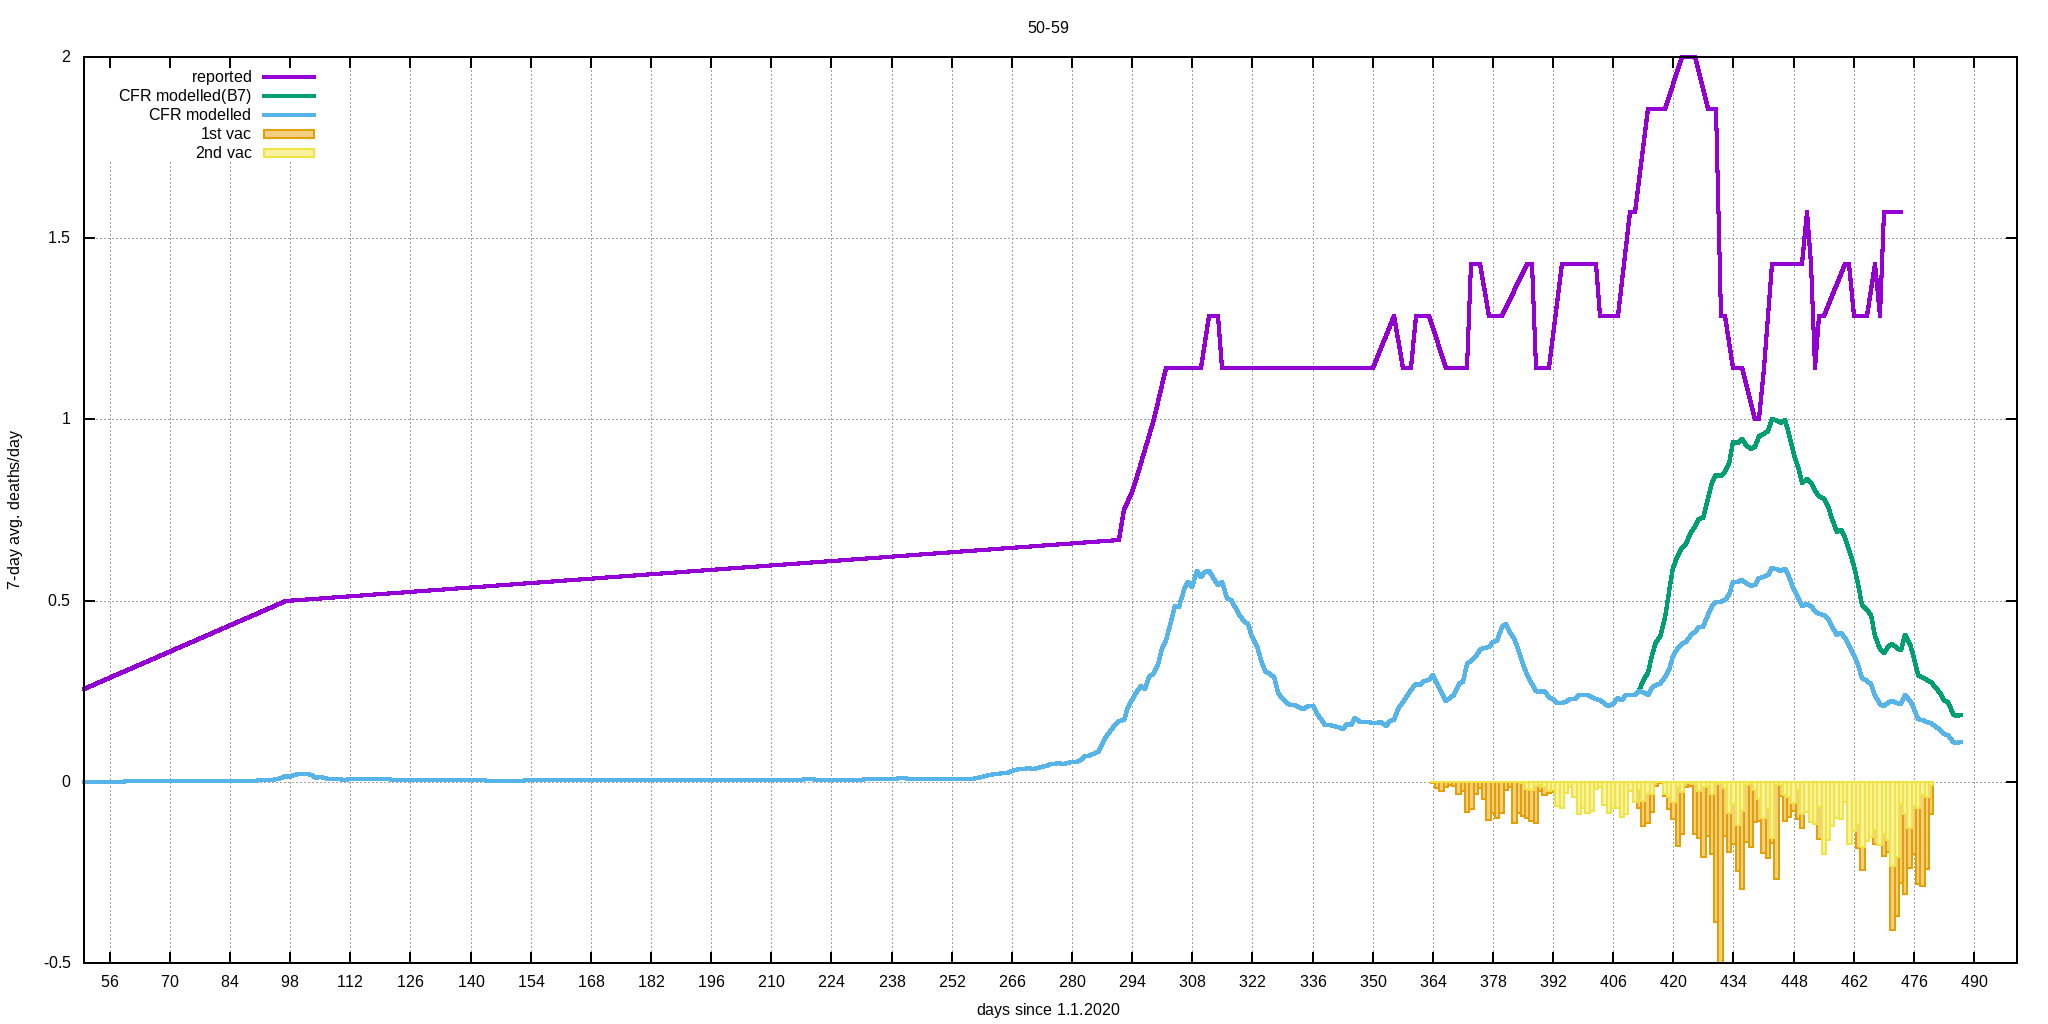 50-59
2
reported
CFR modelled(B7)
CFR modelled
1st vac
2nd vac
1.5
1
7-day avg. deaths/day
0.5
0
-0.5
56 70 84 98 112 126 140 154 168 182 196 210 224 238 252 266 280 294 308 322 336 350 364 378 392 406 420 434 448 462 476 490
days since 1.1.2020